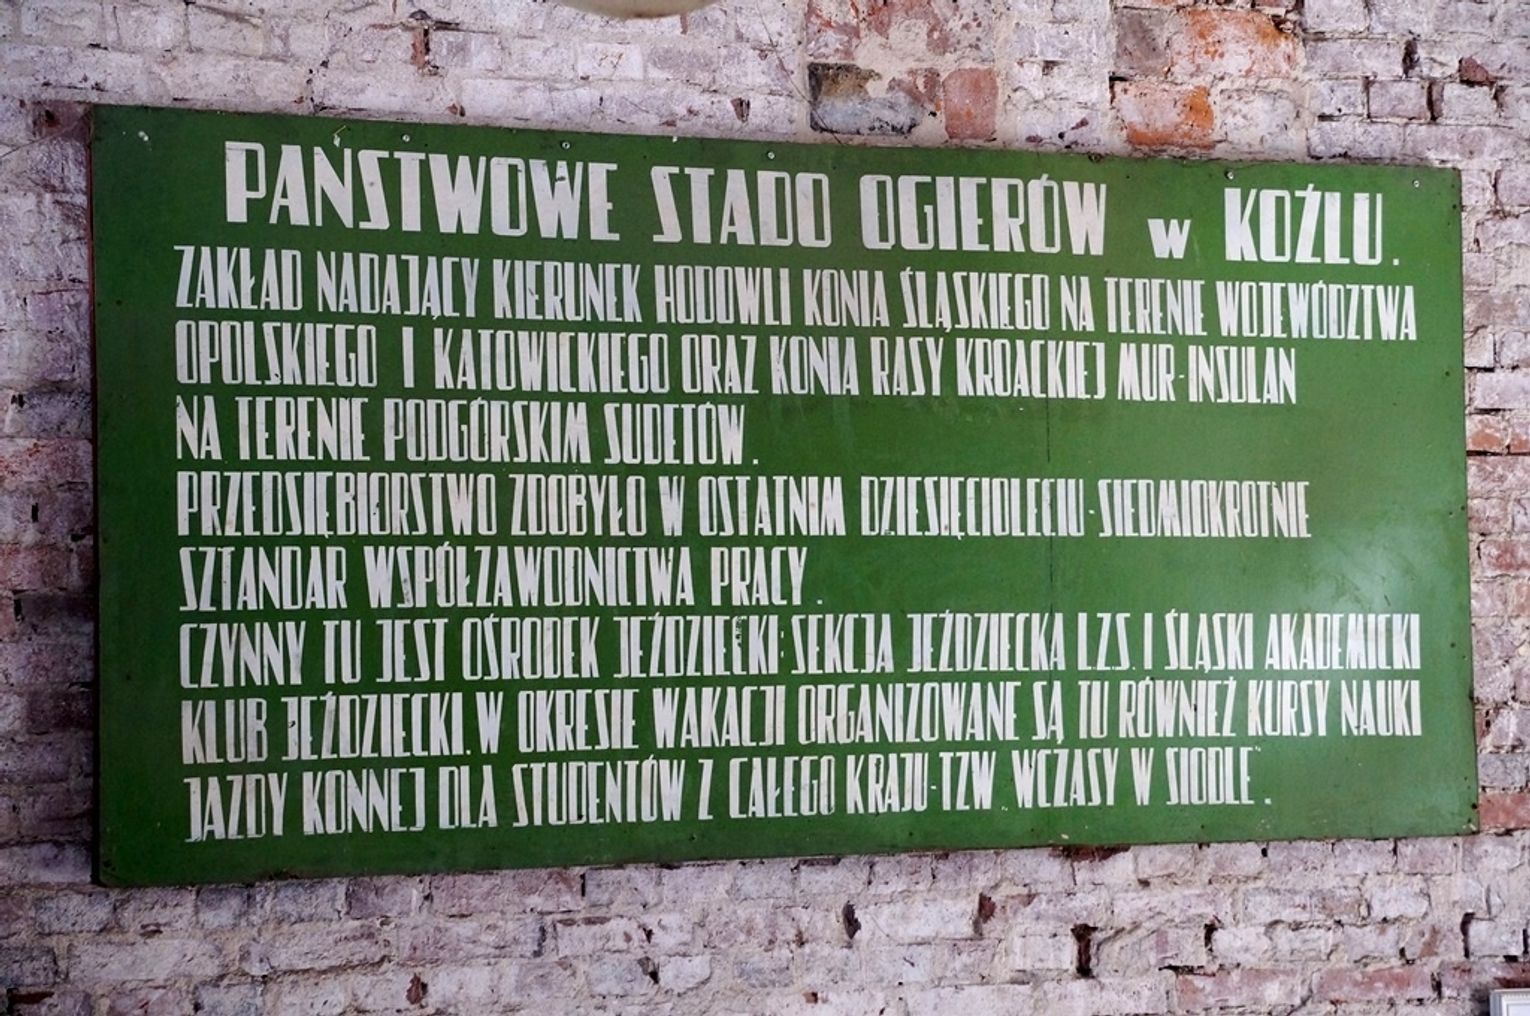 PAŃSTWOWE STADO OGIERÓW w KOŹLU.
ZAKŁAD NADAJĄCY KIERUNEK HODOWLI KONIA ŚLĄSKIEGO NA TERENIE WOJEWÓDZTWA
OPOLSKIEGO I KATOWICKIEGO ORAZ KONIA RASY KROACKIEJ MUR-INSULAN
NA TERENIE PODGÓRSKIM SUDETÓW.
PRZEDSIĘBIORSTWO ZDOBYŁO W OSTATNIM DZIESIĘCIOLECIU-SIEDMIOKROTNIE
SZTANDAR WSPÓŁZAWODNICTWA PRACY.
CZYNNY TU JEST OŚRODEK JEŹDZIECKI: SEKCJA JEŹDZIECKA L.Z.S. I ŚLĄSKI AKADEMICKI
KLUB JEŹDZIECKI. W OKRESIE WAKACJI ORGANIZOWANE SĄ TU RÓWNIEŻ KURSY NAUKI
JAZDY KONNEJ DLA STUDENTÓW Z CAŁEGO KRAJU-TZW. WCZASY W SIODLE".